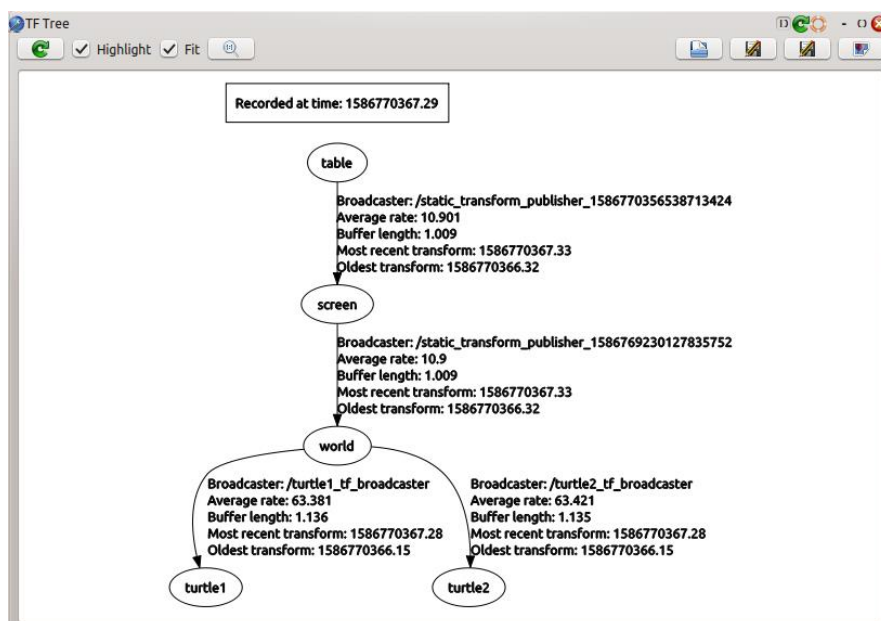 TF Tree
Highlight Fit
Recorded at time: 1586770367.29
table
Broadcaster: /static_transform_publisher_1586770356538713424
Average rate: 10.901
Buffer length: 1.009
Most recent transform: 1586770367.33
Oldest transform: 1586770366.32
screen
Broadcaster: /static_transform_publisher_1586769230127835752
Average rate: 10.9
Buffer length: 1.009
Most recent transform: 1586770367.33
Oldest transform: 1586770366.32
world
Broadcaster: /turtle1_tf_broadcaster
Average rate: 63.381
Buffer length: 1.136
Most recent transform: 1586770367.28
Oldest transform: 1586770366.15
Broadcaster: /turtle2_tf_broadcaster
Average rate: 63.421
Buffer length: 1.135
Most recent transform: 1586770367.28
Oldest transform: 1586770366.15
turtle1
turtle2